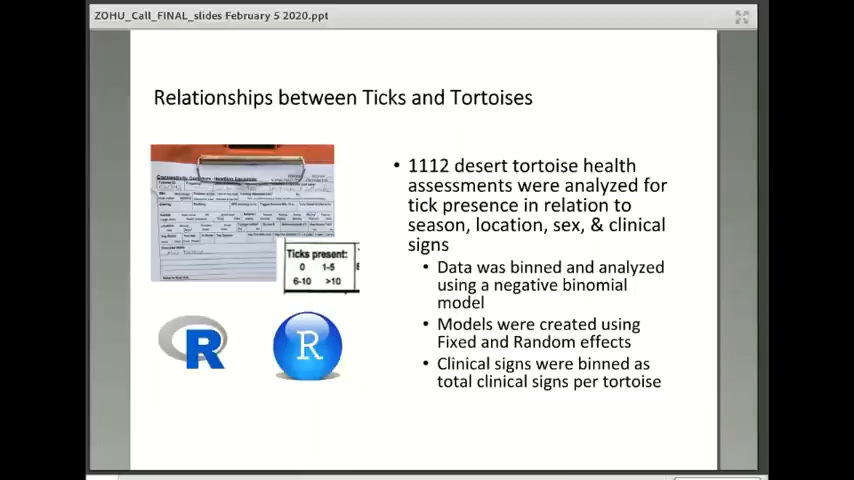 ZOHU_Call_FINAL_slides February 5 2020.ppt
Relationships between Ticks and Tortoises
• 1112 desert tortoise health
assessments were analyzed for
tick presence in relation to
season, location, sex, & clinical
signs
• Data was binned and analyzed
using a negative binomial
model
• Models were created using
Fixed and Random effects
• Clinical signs were binned as
total clinical signs per tortoise
Ticks present:
0 1-5
6-10 >10
R
R